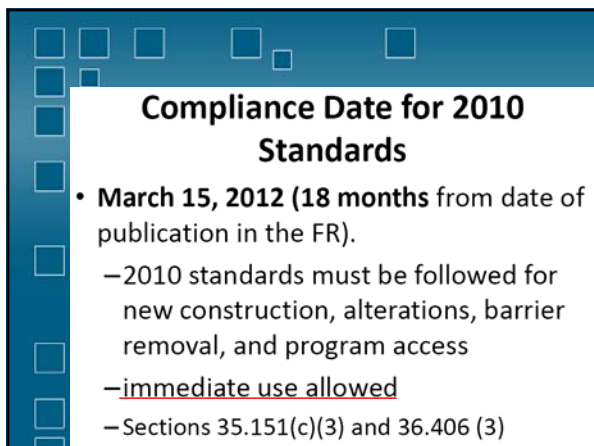 Compliance Date for 2010
Standards
• March 15, 2012 (18 months from date of
publication in the FR).
–2010 standards must be followed for
new construction, alterations, barrier
removal, and program access
–immediate use allowed
–Sections 35.151(c)(3) and 36.406 (3)